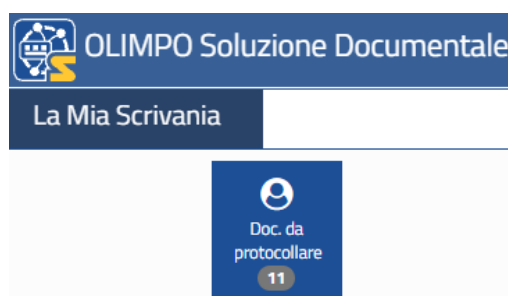 OLIMPO Soluzione Documentale
La Mia Scrivania
Doc. da
protocollare
11